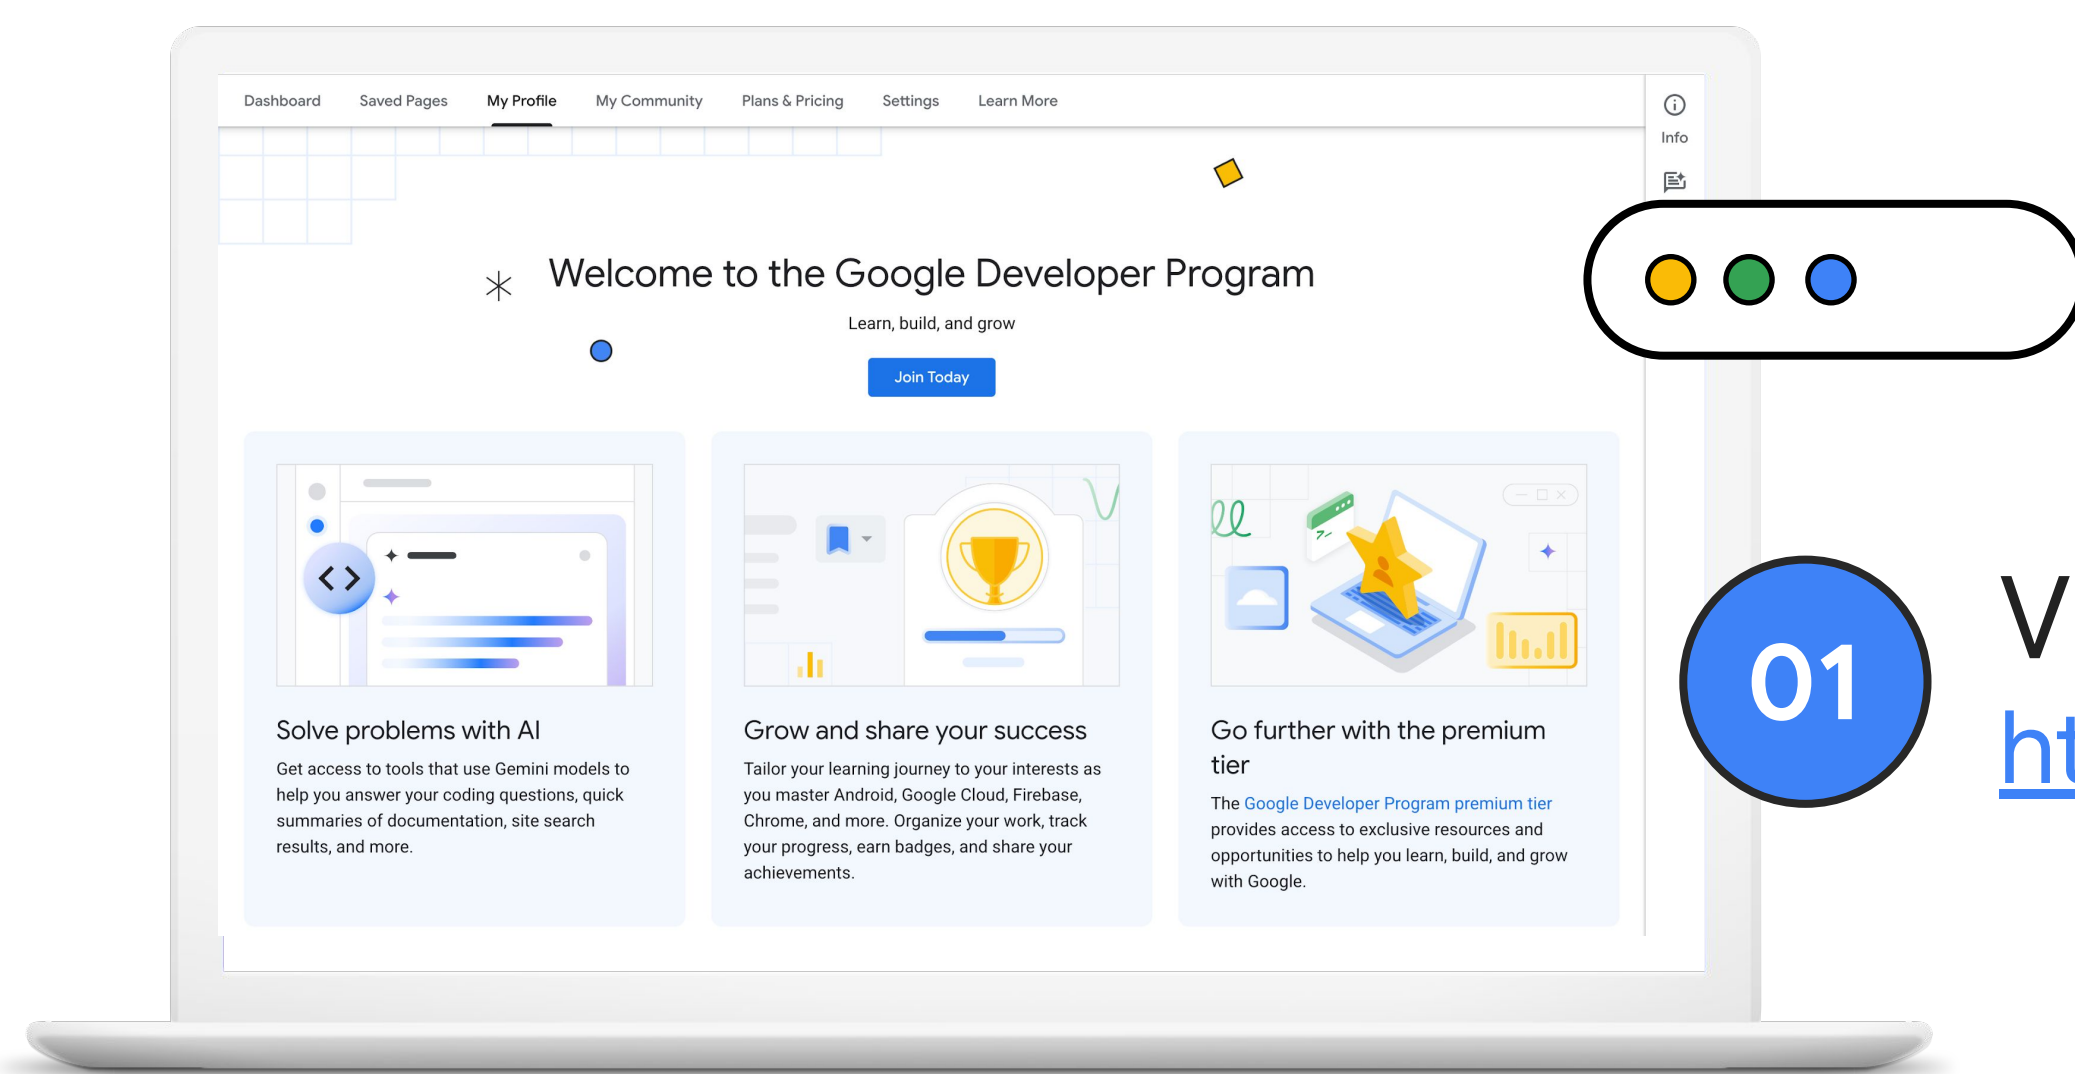 Dashboard Saved Pages My Profile My Community Plans & Pricing Settings Learn More
Info
Welcome to the Google Developer Program
Learn, build, and grow
Join Today
Solve problems with AI
Get access to tools that use Gemini models to
help you answer your coding questions, quick
summaries of documentation, site search
results, and more.
Grow and share your success
Tailor your learning journey to your interests as
you master Android, Google Cloud, Firebase,
Chrome, and more. Organize your work, track
your progress, earn badges, and share your
achievements.
Go further with the premium
tier
The Google Developer Program premium tier
provides access to exclusive resources and
opportunities to help you learn, build, and grow
with Google.
01